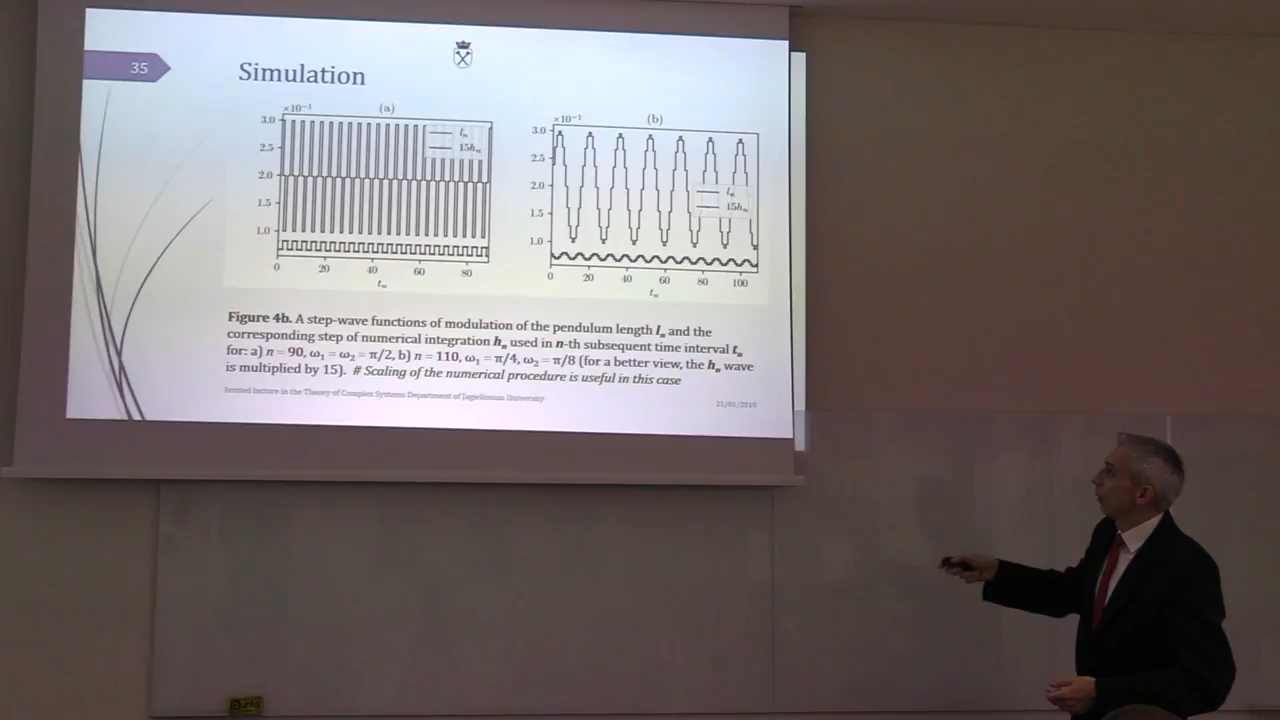 35
Simulation
×10⁻¹ (a)
3.0
2.5
2.0
1.5
1.0
lₙ
15hₙ
0 20 40 60 80
tₙ
×10⁻¹ (b)
3.0
2.5
2.0
1.5
1.0
lₙ
15hₙ
0 20 40 60 80 100
tₙ
Figure 4b. A step-wave functions of modulation of the pendulum length lₙ and the
corresponding step of numerical integration hₙ used in n-th subsequent time interval tₙ
for: a) n = 90, ω₁ = ω₂ = π/2, b) n = 110, ω₁ = π/4, ω₂ = π/8 (for a better view, the hₙ wave
is multiplied by 15). # Scaling of the numerical procedure is useful in this case
Invited lecture in the Theory of Complex Systems Department of Jagiellonian University
21/01/2019